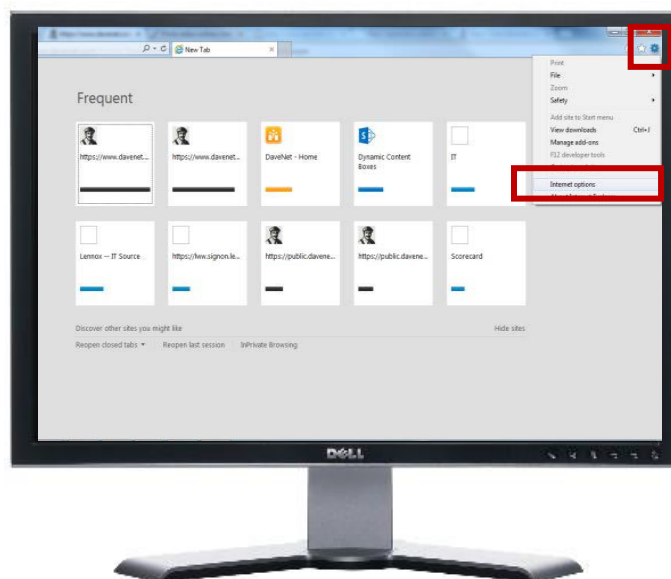 New Tab
Print
File
Zoom
Safety
Add site to Start menu
View downloads Ctrl+J
Manage add-ons
F12 developer tools
Internet options
Frequent
https://www.davenet...
https://www.davenet...
DaveNet - Home
Dynamic Content
Boxes
IT
Lennox -- IT Source
https://lww.signon.le...
https://public.davene...
https://public.davene...
Scorecard
Discover other sites you might like Hide sites
Reopen closed tabs Reopen last session InPrivate Browsing
DELL